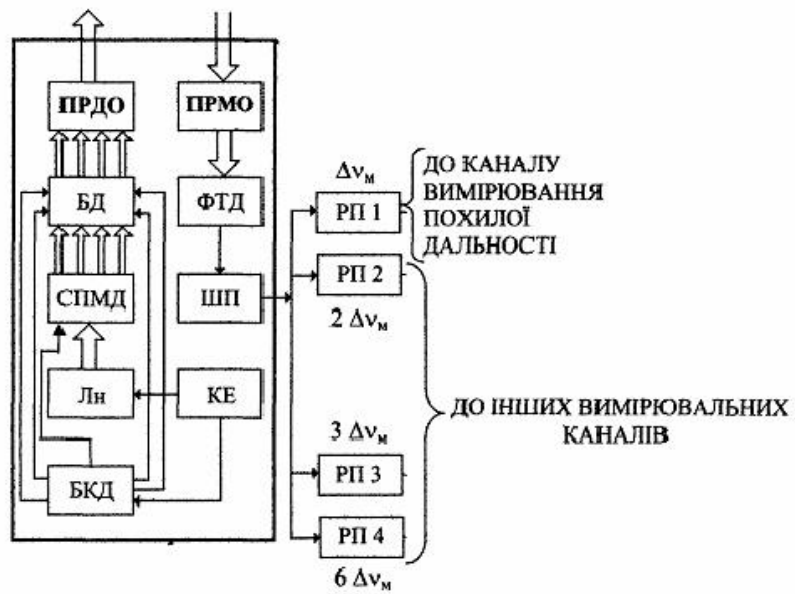 ПРДО
ПРМО
БД
ФТД
СПМД
ШП
Лн
КЕ
БКД
Δν_м
РП 1
ДО КАНАЛУ
ВИМІРЮВАННЯ
ПОХИЛОЇ
ДАЛЬНОСТІ
РП 2
2 Δν_м
3 Δν_м
РП 3
РП 4
6 Δν_м
ДО ІНШИХ ВИМІРЮВАЛЬНИХ
КАНАЛІВ